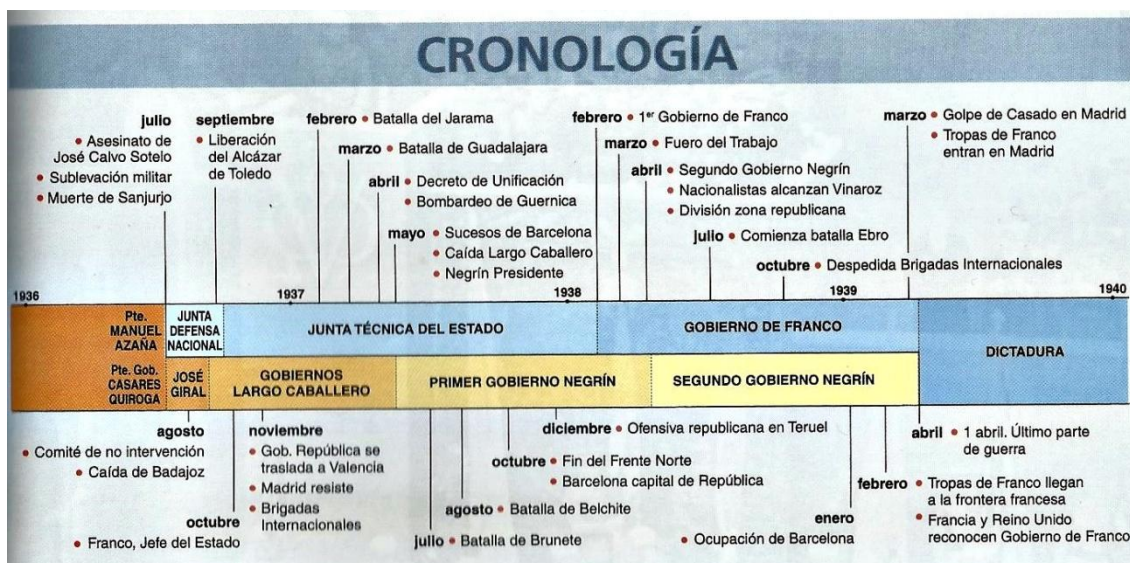 CRONOLOGÍA
julio
• Asesinato de
José Calvo Sotelo
• Sublevación militar
• Muerte de Sanjurjo
septiembre
• Liberación
del Alcázar
de Toledo
febrero • Batalla del Jarama
marzo • Batalla de Guadalajara
abril • Decreto de Unificación
• Bombardeo de Guernica
mayo • Sucesos de Barcelona
• Caída Largo Caballero
• Negrín Presidente
febrero • 1er Gobierno de Franco
marzo • Fuero del Trabajo
abril • Segundo Gobierno Negrín
• Nacionalistas alcanzan Vinaroz
• División zona republicana
julio • Comienza batalla Ebro
octubre • Despedida Brigadas Internacionales
marzo • Golpe de Casado en Madrid
• Tropas de Franco
entran en Madrid
1936
1937
1938
1939
1940
Pte.
MANUEL
AZAÑA
JUNTA
DEFENSA
NACIONAL
JUNTA TÉCNICA DEL ESTADO
GOBIERNO DE FRANCO
DICTADURA
Pte. Gob.
CASARES
QUIROGA
JOSÉ
GIRAL
GOBIERNOS
LARGO CABALLERO
PRIMER GOBIERNO NEGRÍN
SEGUNDO GOBIERNO NEGRÍN
agosto
• Comité de no intervención
• Caída de Badajoz
octubre
• Franco, Jefe del Estado
noviembre
• Gob. República se
traslada a Valencia
• Madrid resiste
• Brigadas
Internacionales
diciembre • Ofensiva republicana en Teruel
octubre • Fin del Frente Norte
• Barcelona capital de República
agosto • Batalla de Belchite
julio • Batalla de Brunete
enero
• Ocupación de Barcelona
abril • 1 abril. Último parte
de guerra
febrero • Tropas de Franco llegan
a la frontera francesa
• Francia y Reino Unido
reconocen Gobierno de Franco